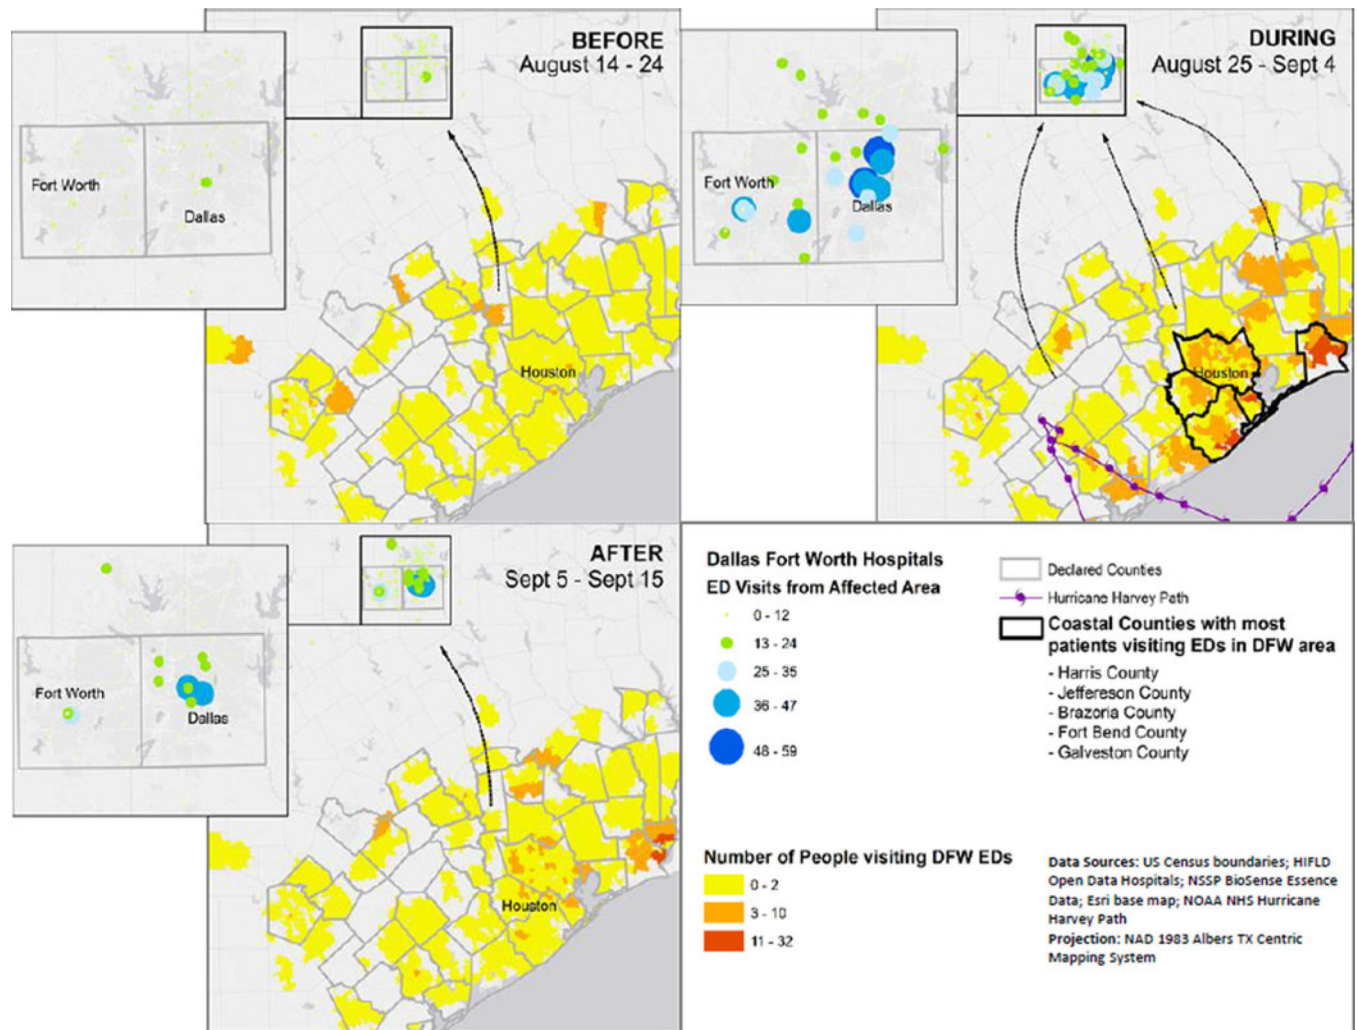 BEFORE
August 14 - 24
Fort Worth
Dallas
Houston
DURING
August 25 - Sept 4
Fort Worth
Dallas
Houston
AFTER
Sept 5 - Sept 15
Fort Worth
Dallas
Houston
Dallas Fort Worth Hospitals
ED Visits from Affected Area
0 - 12
13 - 24
25 - 35
36 - 47
48 - 59
Number of People visiting DFW EDs
0 - 2
3 - 10
11 - 32
Declared Counties
Hurricane Harvey Path
Coastal Counties with most
patients visiting EDs in DFW area
- Harris County
- Jeffereson County
- Brazoria County
- Fort Bend County
- Galveston County
Data Sources: US Census boundaries; HIFLD
Open Data Hospitals; NSSP BioSense Essence
Data; Esri base map; NOAA NHS Hurricane
Harvey Path
Projection: NAD 1983 Albers TX Centric
Mapping System